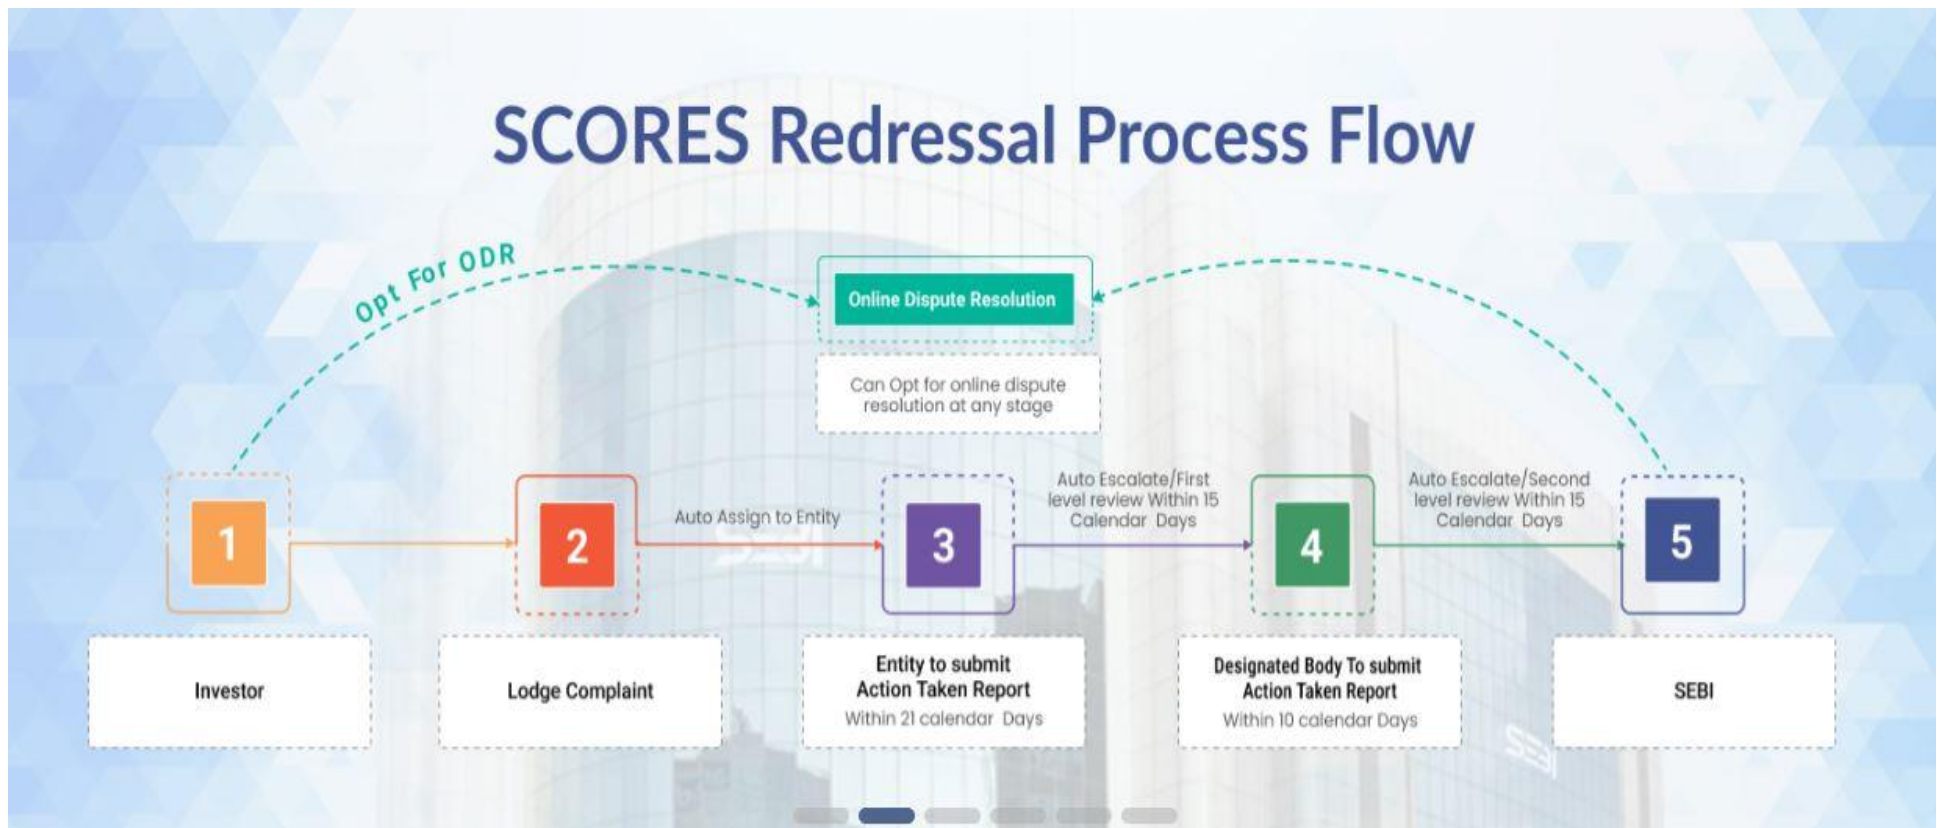 SCORES Redressal Process Flow
Opt For ODR
Online Dispute Resolution
Can Opt for online dispute
resolution at any stage
1
2
3
4
5
Auto Assign to Entity
Auto Escalate/First
level review Within 15
Calendar Days
Auto Escalate/Second
level review Within 15
Calendar Days
Investor
Lodge Complaint
Entity to submit
Action Taken Report
Within 21 calendar Days
Designated Body To submit
Action Taken Report
Within 10 calendar Days
SEBI
SEBI
SEBI